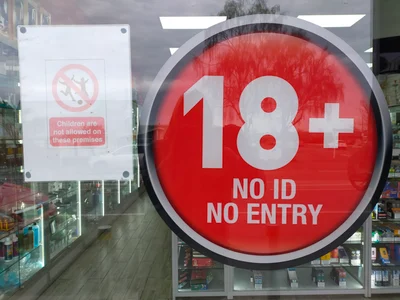 Children are
not allowed on
these premises
18+
NO ID
NO ENTRY